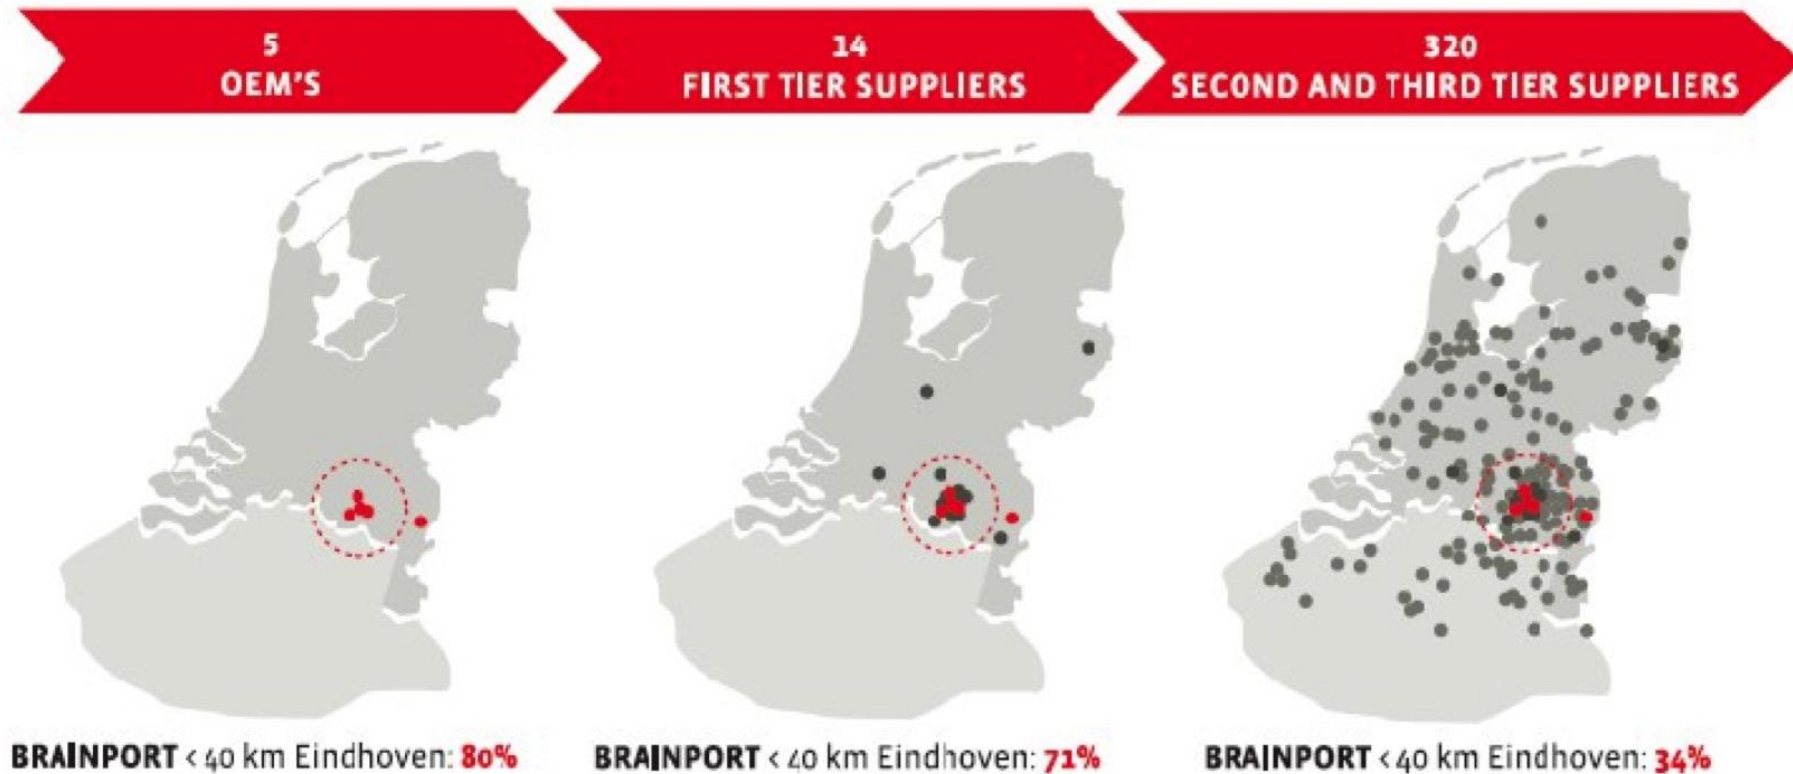 5
OEM'S
14
FIRST TIER SUPPLIERS
320
SECOND AND THIRD TIER SUPPLIERS
BRAINPORT < 40 km Eindhoven: 80%
BRAINPORT < 40 km Eindhoven: 71%
BRAINPORT < 40 km Eindhoven: 34%